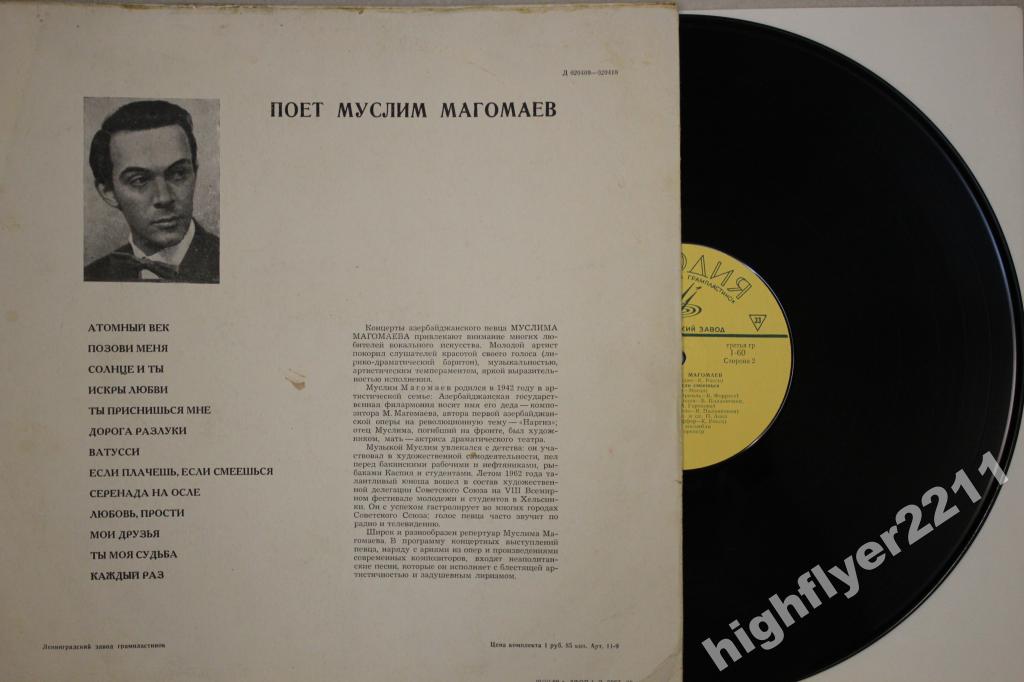 Д 020409—020410
ПОЕТ МУСЛИМ МАГОМАЕВ
АТОМНЫЙ ВЕК
ПОЗОВИ МЕНЯ
СОЛНЦЕ И ТЫ
ИСКРЫ ЛЮБВИ
ТЫ ПРИСНИШЬСЯ МНЕ
ДОРОГА РАЗЛУКИ
ВАТУССИ
ЕСЛИ ПЛАЧЕШЬ, ЕСЛИ СМЕЕШЬСЯ
СЕРЕНАДА НА ОСЛЕ
ЛЮБОВЬ, ПРОСТИ
МОИ ДРУЗЬЯ
ТЫ МОЯ СУДЬБА
КАЖДЫЙ РАЗ
Концерты азербайджанского певца МУСЛИМА
МАГОМАЕВА привлекают внимание многих лю-
бителей вокального искусства. Молодой артист
покорил слушателей красотой своего голоса (ли-
рико-драматический баритон), музыкальностью,
артистическим темпераментом, яркой выразитель-
ностью исполнения.
Муслим Магомаев родился в 1942 году в ар-
тистической семье: Азербайджанская государст-
венная филармония носит имя его деда — компо-
зитора М. Магомаева, автора первой азербайджан-
ской оперы на революционную тему — «Наргиз»;
отец Муслима, погибший на фронте, был худож-
ником, мать — актриса драматического театра.
Музыкой Муслим увлекался с детства: он уча-
ствовал в художественной самодеятельности, пел
перед бакинскими рабочими и нефтяниками, ры-
баками Каспия и студентами. Летом 1962 года та-
лантливый юноша вошел в состав художествен-
ной делегации Советского Союза на VIII Всемир-
ном фестивале молодежи и студентов в Хельсин-
ки. Он с успехом гастролирует во многих городах
Советского Союза; голос певца часто звучит по
радио и телевидению.
Широк и разнообразен репертуар Муслима Ма-
гомаева. В программу концертных выступлений
певца, наряду с ариями из опер и произведениями
современных композиторов, входят неаполитан-
ские песни, которые он исполняет с блестящей ар-
тистичностью и задушевным лиризмом.
Ленинградский завод грампластинок
Цена комплекта 1 руб. 85 коп. Арт. 11-9
ОДИЯ
ГРАМПЛАСТИНОК
СКИЙ ЗАВОД
33
третья гр
1-60
Сторона 2
МАГОМАЕВ
сли смеешься
highflyer2211